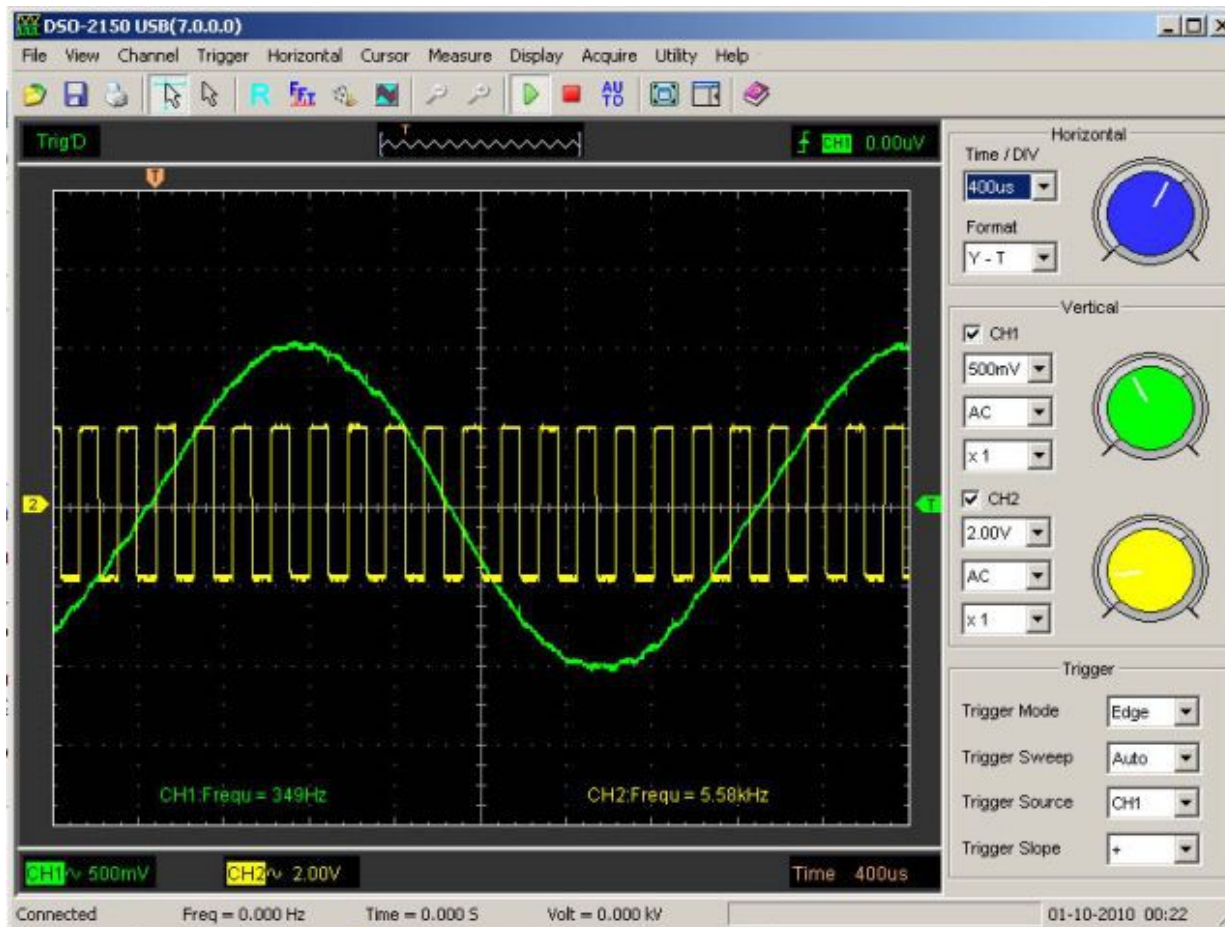 DSO-2150 USB(7.0.0.0)
File View Channel Trigger Horizontal Cursor Measure Display Acquire Utility Help
R FFT AUTO
Trig'D
T
CH1 0.00uV
T
2
T
CH1:Frequ = 349Hz
CH2:Frequ = 5.58kHz
CH1 500mV
CH2 2.00V
Time 400us
Horizontal
Time / DIV
400us
Format
Y - T
Vertical
CH1
500mV
AC
x 1
CH2
2.00V
AC
x 1
Trigger
Trigger Mode Edge
Trigger Sweep Auto
Trigger Source CH1
Trigger Slope +
Connected Freq = 0.000 Hz Time = 0.000 S Volt = 0.000 kV 01-10-2010 00:22